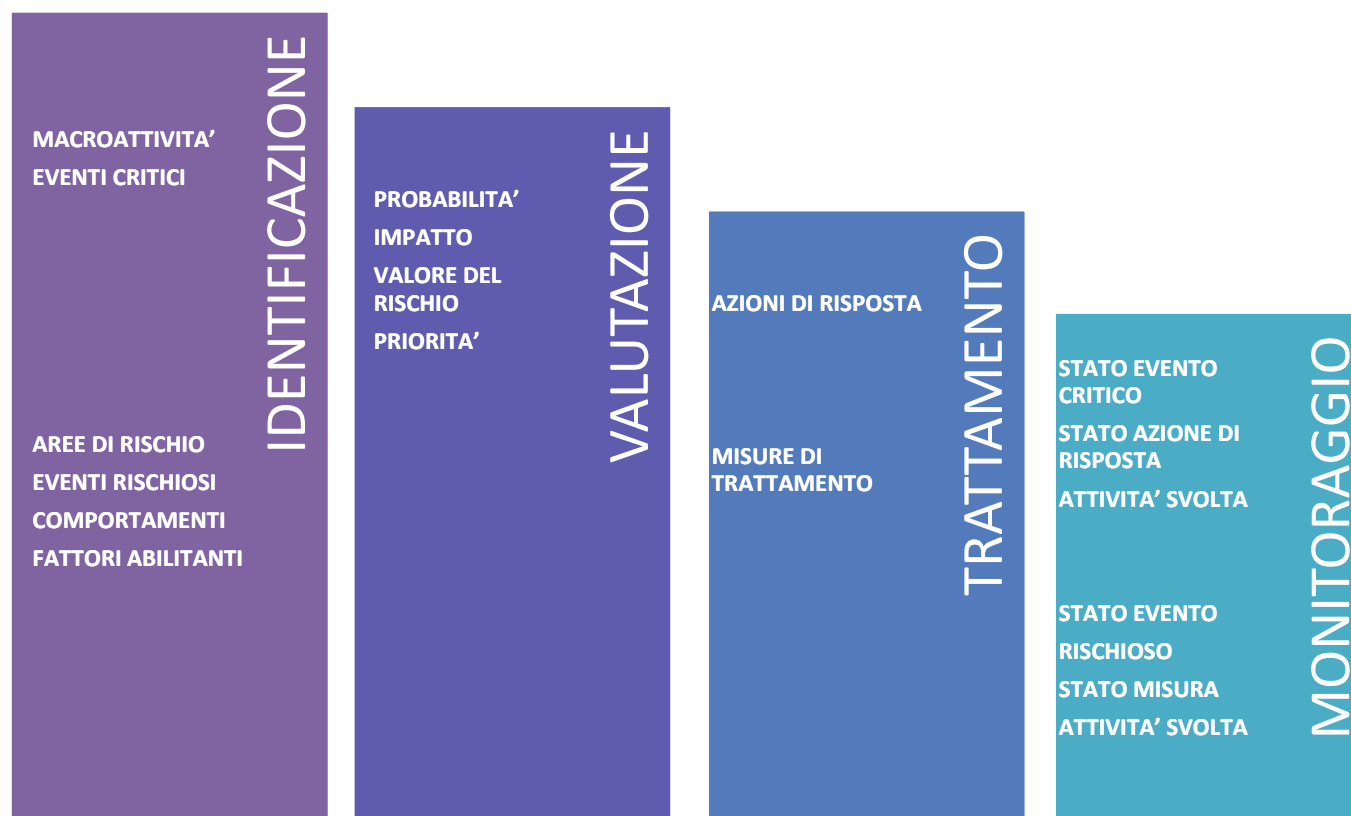 IDENTIFICAZIONE
MACROATTIVITA’
EVENTI CRITICI
AREE DI RISCHIO
EVENTI RISCHIOSI
COMPORTAMENTI
FATTORI ABILITANTI
VALUTAZIONE
PROBABILITA’
IMPATTO
VALORE DEL
RISCHIO
PRIORITA’
TRATTAMENTO
AZIONI DI RISPOSTA
MISURE DI
TRATTAMENTO
MONITORAGGIO
STATO EVENTO
CRITICO
STATO AZIONE DI
RISPOSTA
ATTIVITA’ SVOLTA
STATO EVENTO
RISCHIOSO
STATO MISURA
ATTIVITA’ SVOLTA